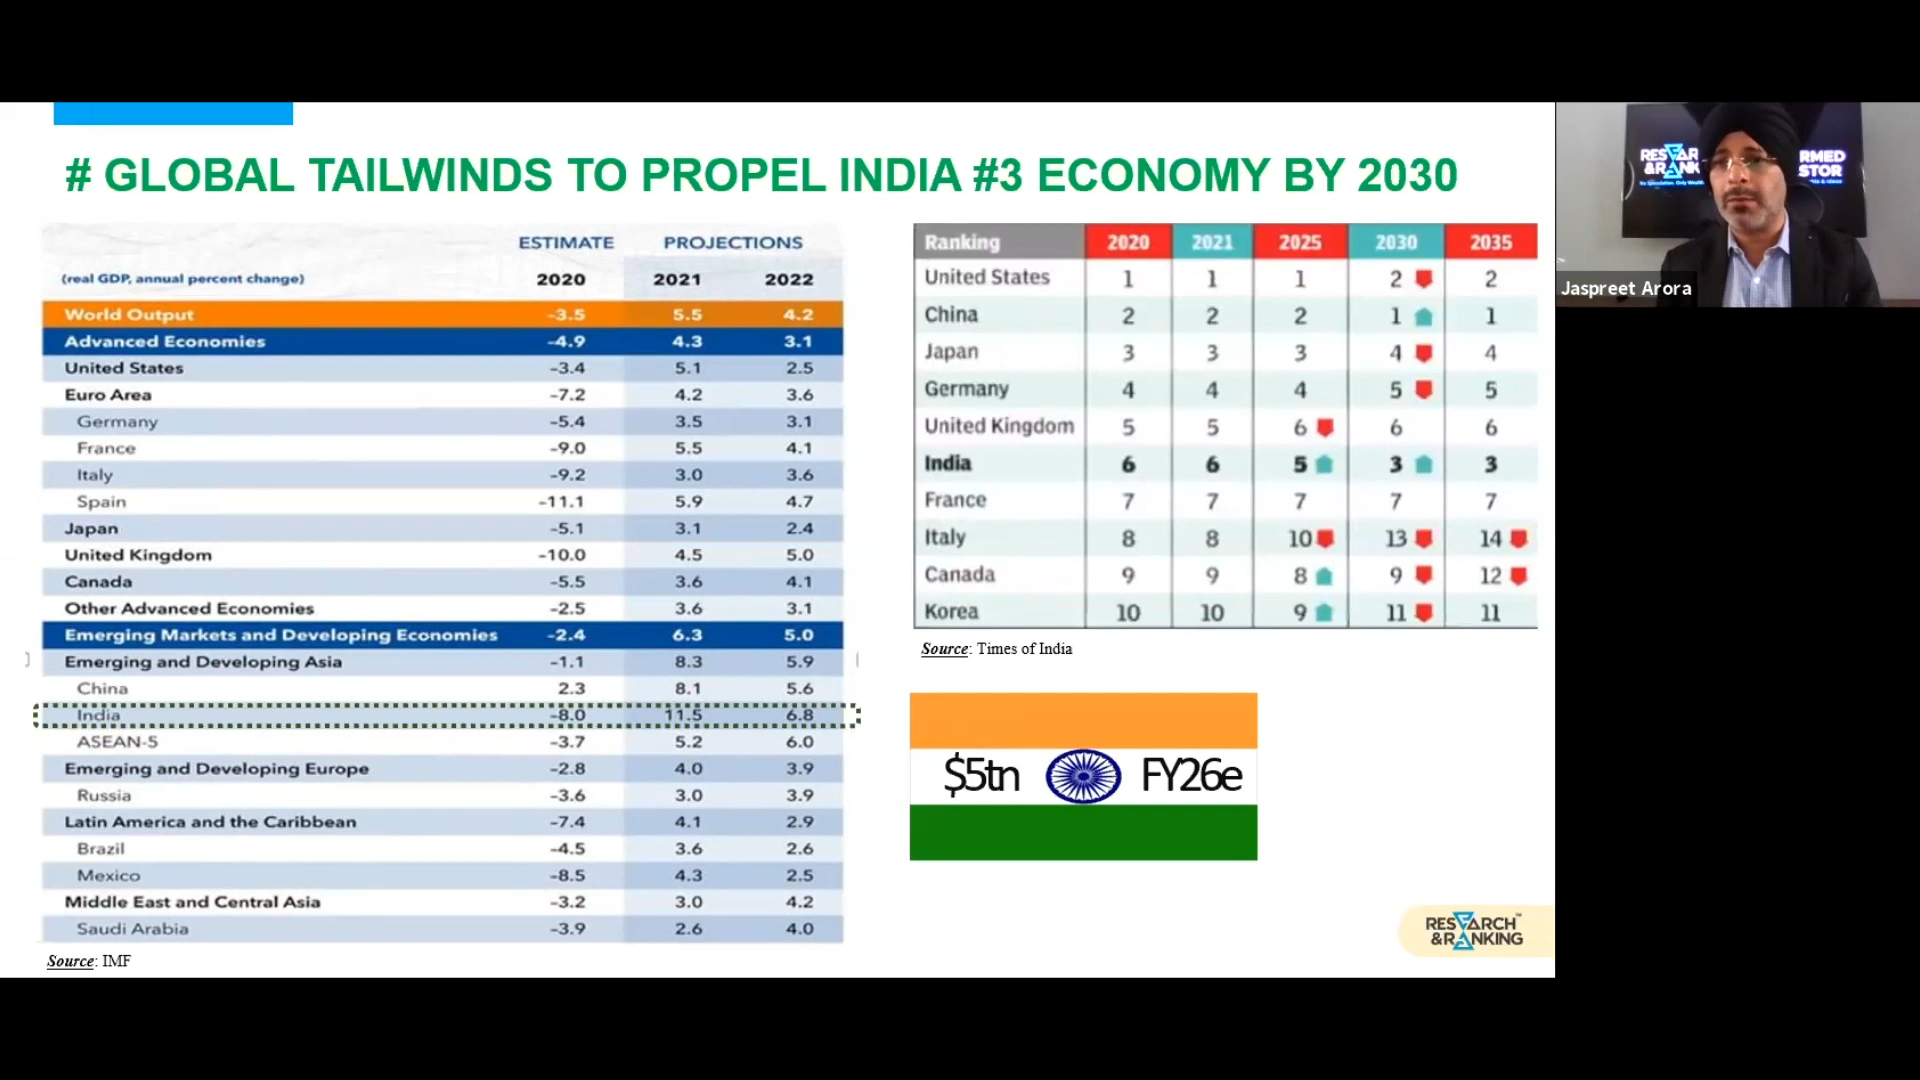 # GLOBAL TAILWINDS TO PROPEL INDIA #3 ECONOMY BY 2030
ESTIMATE PROJECTIONS
(real GDP, annual percent change) 2020 2021 2022
World Output -3.5 5.5 4.2
Advanced Economies -4.9 4.3 3.1
United States -3.4 5.1 2.5
Euro Area -7.2 4.2 3.6
Germany -5.4 3.5 3.1
France -9.0 5.5 4.1
Italy -9.2 3.0 3.6
Spain -11.1 5.9 4.7
Japan -5.1 3.1 2.4
United Kingdom -10.0 4.5 5.0
Canada -5.5 3.6 4.1
Other Advanced Economies -2.5 3.6 3.1
Emerging Markets and Developing Economies -2.4 6.3 5.0
Emerging and Developing Asia -1.1 8.3 5.9
China 2.3 8.1 5.6
India -8.0 11.5 6.8
ASEAN-5 -3.7 5.2 6.0
Emerging and Developing Europe -2.8 4.0 3.9
Russia -3.6 3.0 3.9
Latin America and the Caribbean -7.4 4.1 2.9
Brazil -4.5 3.6 2.6
Mexico -8.5 4.3 2.5
Middle East and Central Asia -3.2 3.0 4.2
Saudi Arabia -3.9 2.6 4.0
Source: IMF
Ranking 2020 2021 2025 2030 2035
United States 1 1 1 2 2
China 2 2 2 1 1
Japan 3 3 3 4 4
Germany 4 4 4 5 5
United Kingdom 5 5 6 6 6
India 6 6 5 3 3
France 7 7 7 7 7
Italy 8 8 10 13 14
Canada 9 9 8 9 12
Korea 10 10 9 11 11
Source: Times of India
$5tn FY26e
RESEARCH
&RANKING
RESEAR
&RANK
RMED
STOR
Jaspreet Arora